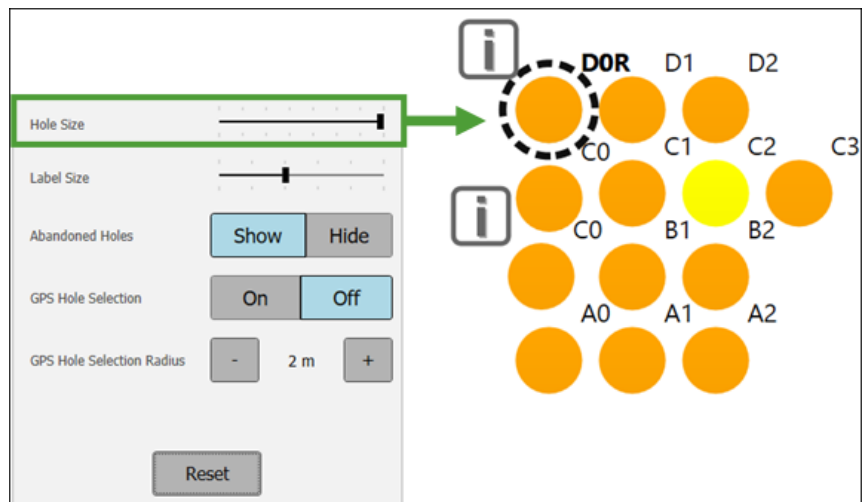 Hole Size
Label Size
Abandoned Holes Show Hide
GPS Hole Selection On Off
GPS Hole Selection Radius - 2 m +
Reset
i D0R D1 D2
C0 C1 C2 C3
i C0 B1 B2
A0 A1 A2